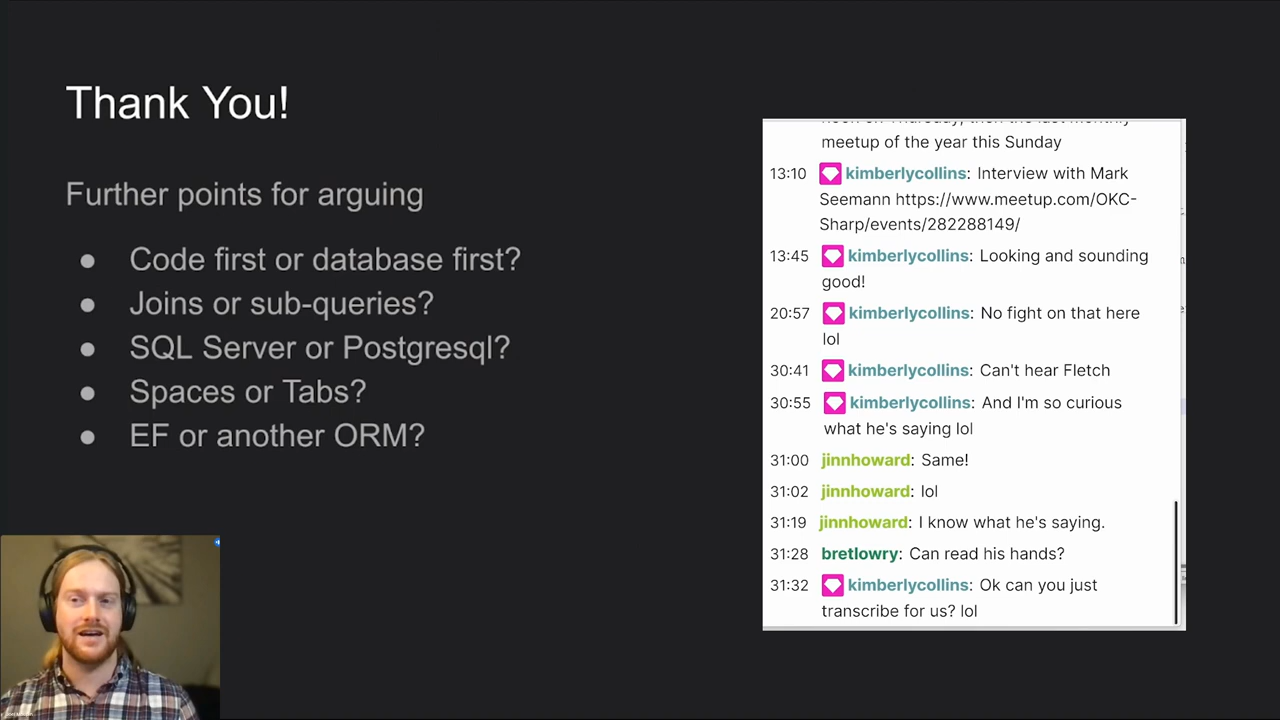 Thank You!
Further points for arguing
● Code first or database first?
● Joins or sub-queries?
● SQL Server or Postgresql?
● Spaces or Tabs?
● EF or another ORM?
meetup of the year this Sunday
13:10 kimberlycollins: Interview with Mark
Seemann https://www.meetup.com/OKC-
Sharp/events/282288149/
13:45 kimberlycollins: Looking and sounding
good!
20:57 kimberlycollins: No fight on that here
lol
30:41 kimberlycollins: Can't hear Fletch
30:55 kimberlycollins: And I'm so curious
what he's saying lol
31:00 jinnhoward: Same!
31:02 jinnhoward: lol
31:19 jinnhoward: I know what he's saying.
31:28 bretlowry: Can read his hands?
31:32 kimberlycollins: Ok can you just
transcribe for us? lol